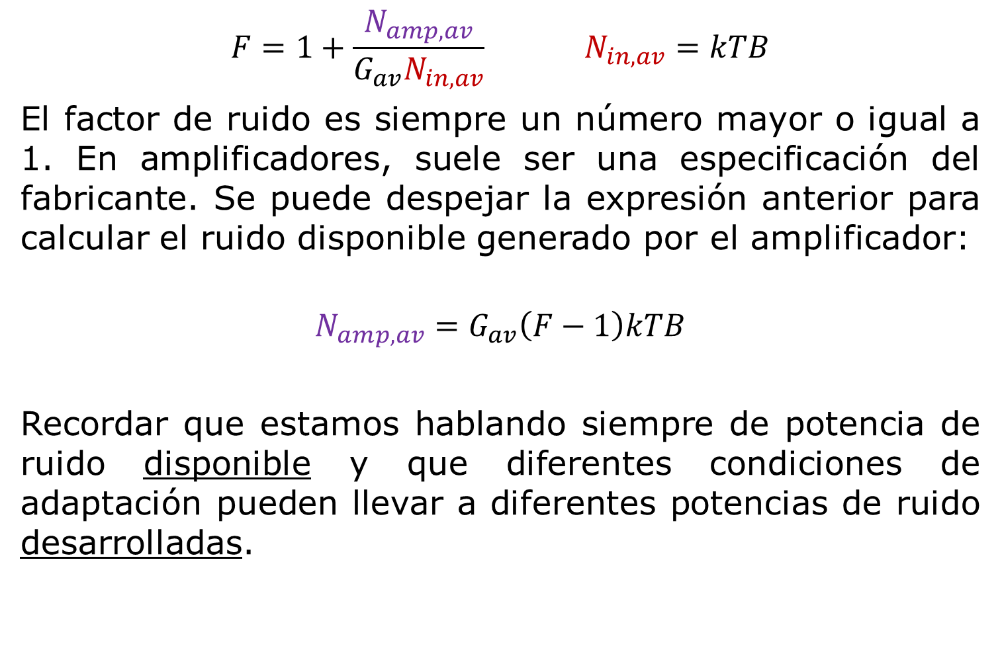 F = 1 + N_{amp,av} / (G_{av} N_{in,av})    N_{in,av} = kTB
El factor de ruido es siempre un número mayor o igual a
1. En amplificadores, suele ser una especificación del
fabricante. Se puede despejar la expresión anterior para
calcular el ruido disponible generado por el amplificador:
N_{amp,av} = G_{av}(F − 1)kTB
Recordar que estamos hablando siempre de potencia de
ruido disponible y que diferentes condiciones de
adaptación pueden llevar a diferentes potencias de ruido
desarrolladas.